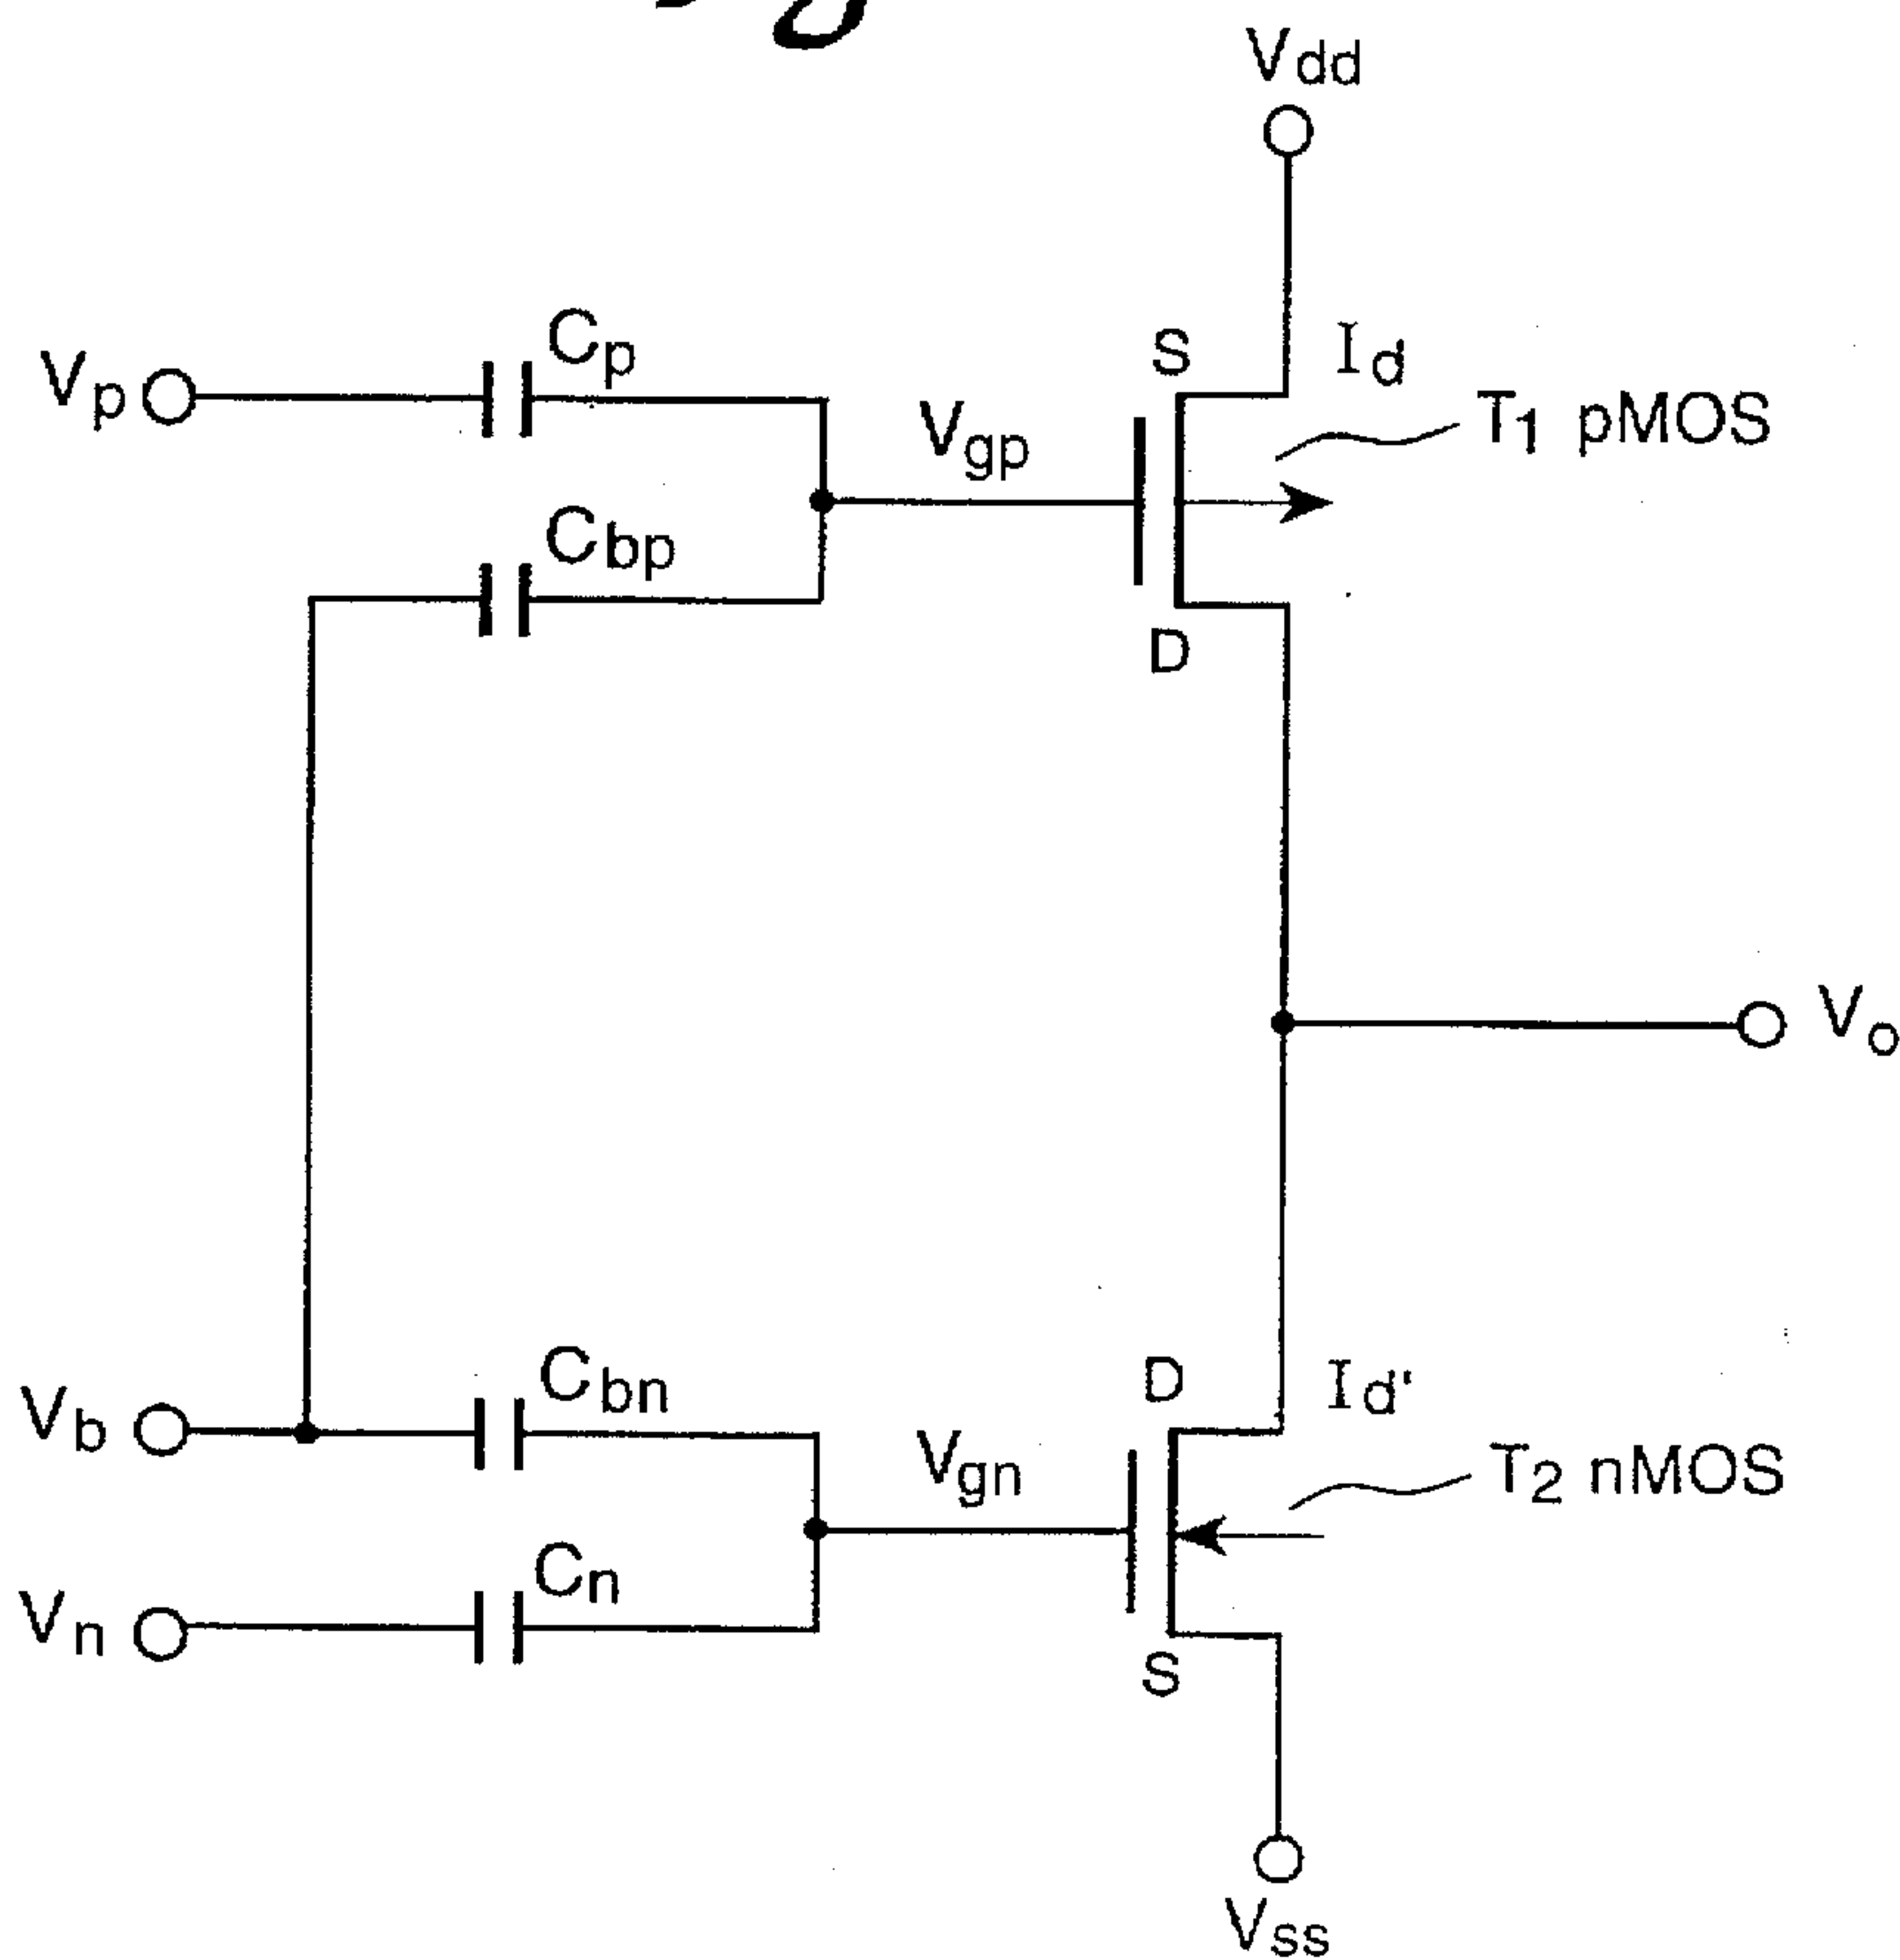 Vdd
Cp
S
Id
Vp
T1 pMOS
Vgp
Cbp
D
Vo
Cbn
D
Id'
Vb
Vgn
T2 nMOS
Cn
Vn
S
Vss